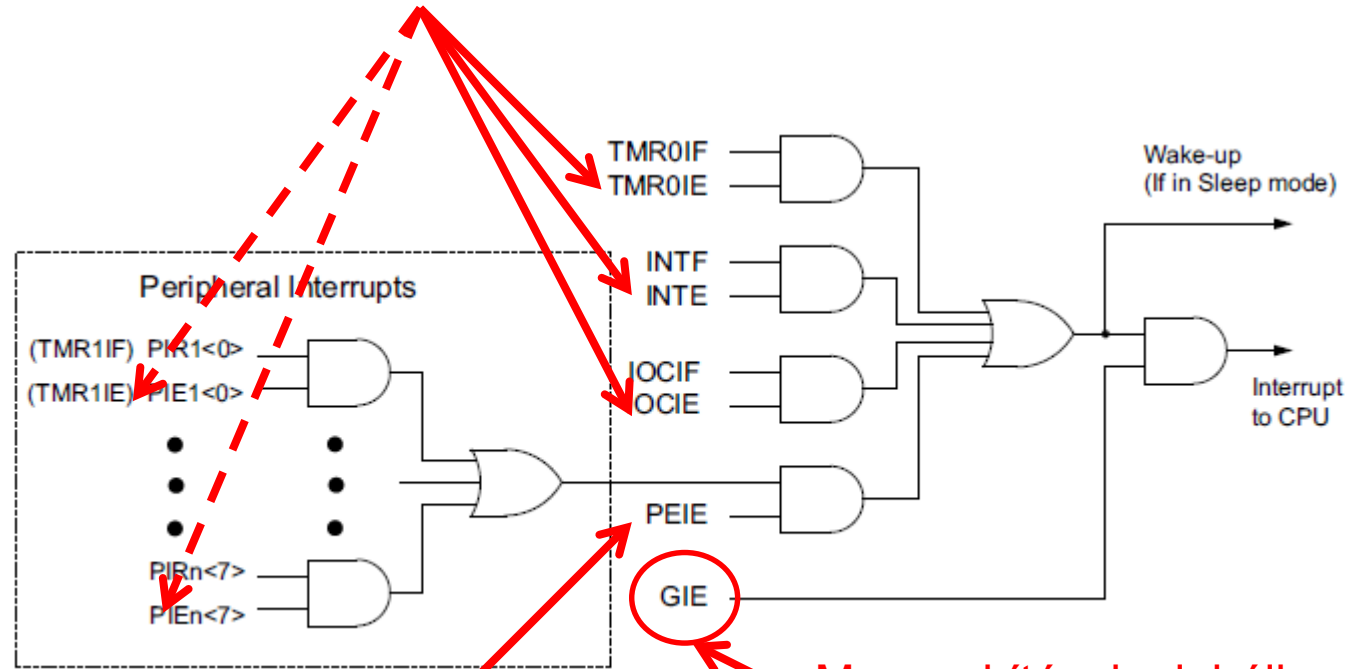 TMR0IF
TMR0IE
Wake-up
(If in Sleep mode)
INTF
INTE
Peripheral Interrupts
(TMR1IF) PIR1<0>
(TMR1IE) PIE1<0>
IOCIF
IOCIE
Interrupt
to CPU
PEIE
PIRn<7>
PIEn<7>
GIE